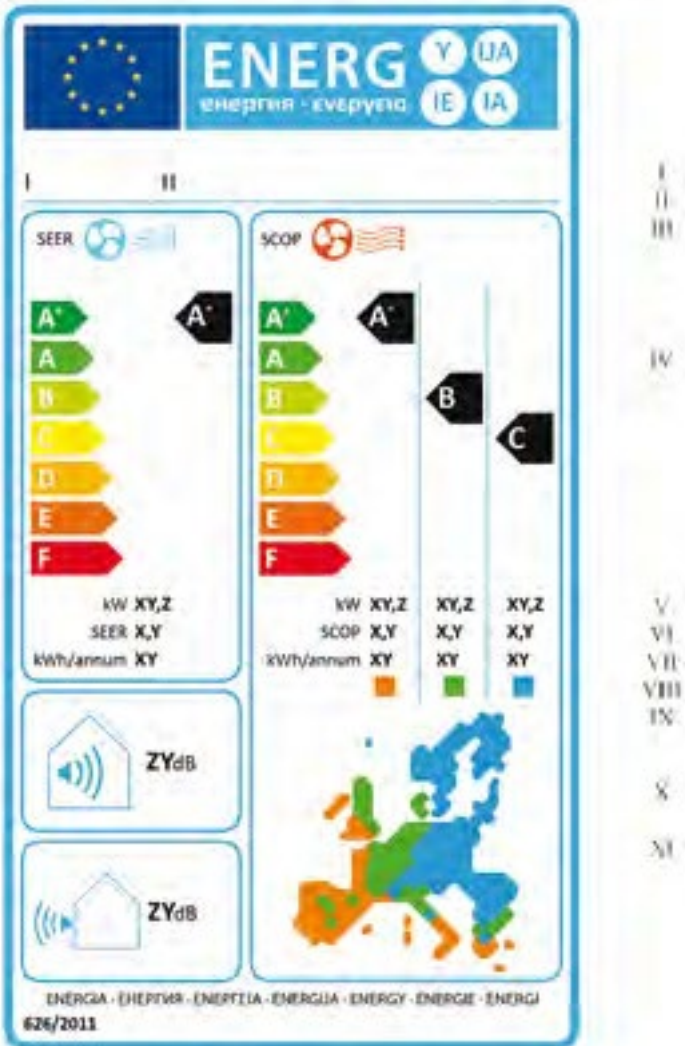 ENERG Y IJA
енергия · ενεργεια IE IA
I II
SEER
A+ A+
A
B
C
D
E
F
kW XY,Z
SEER X,Y
kWh/annum XY
SCOP
A+ A+
A
B B
C C
D
E
F
kW XY,Z XY,Z XY,Z
SCOP X,Y X,Y X,Y
kWh/annum XY XY XY
ZYdB
ZYdB
ENERGIA · ЕНЕРГИЯ · ΕΝΕΡΓΕΙΑ · ENERGIJA · ENERGY · ENERGIE · ENERGI
626/2011
I
II
III
IV
V
VI
VII
VIII
IX
X
XI